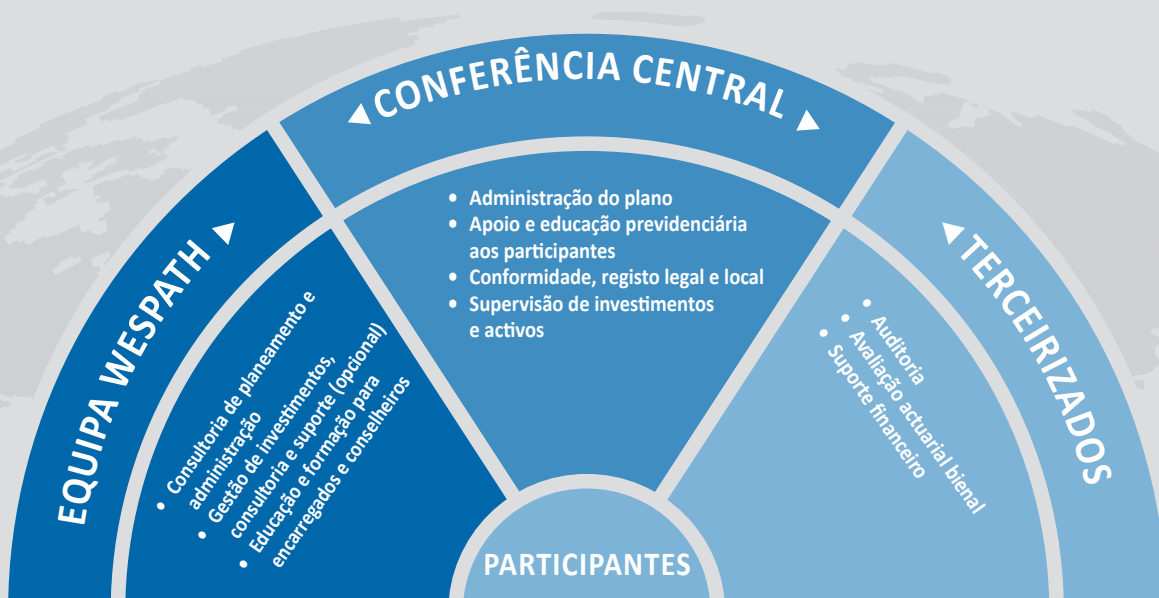 EQUIPA WESPATH ▶
• Consultoria de planeamento e
administração
• Gestão de investimentos,
consultoria e suporte (opcional)
• Educação e formação para
encarregados e conselheiros
◀ CONFERÊNCIA CENTRAL ▶
• Administração do plano
• Apoio e educação previdenciária
aos participantes
• Conformidade, registo legal e local
• Supervisão de investimentos
e activos
◀ TERCEIRIZADOS
• Auditoria
• Avaliação actuarial bienal
• Suporte financeiro
PARTICIPANTES